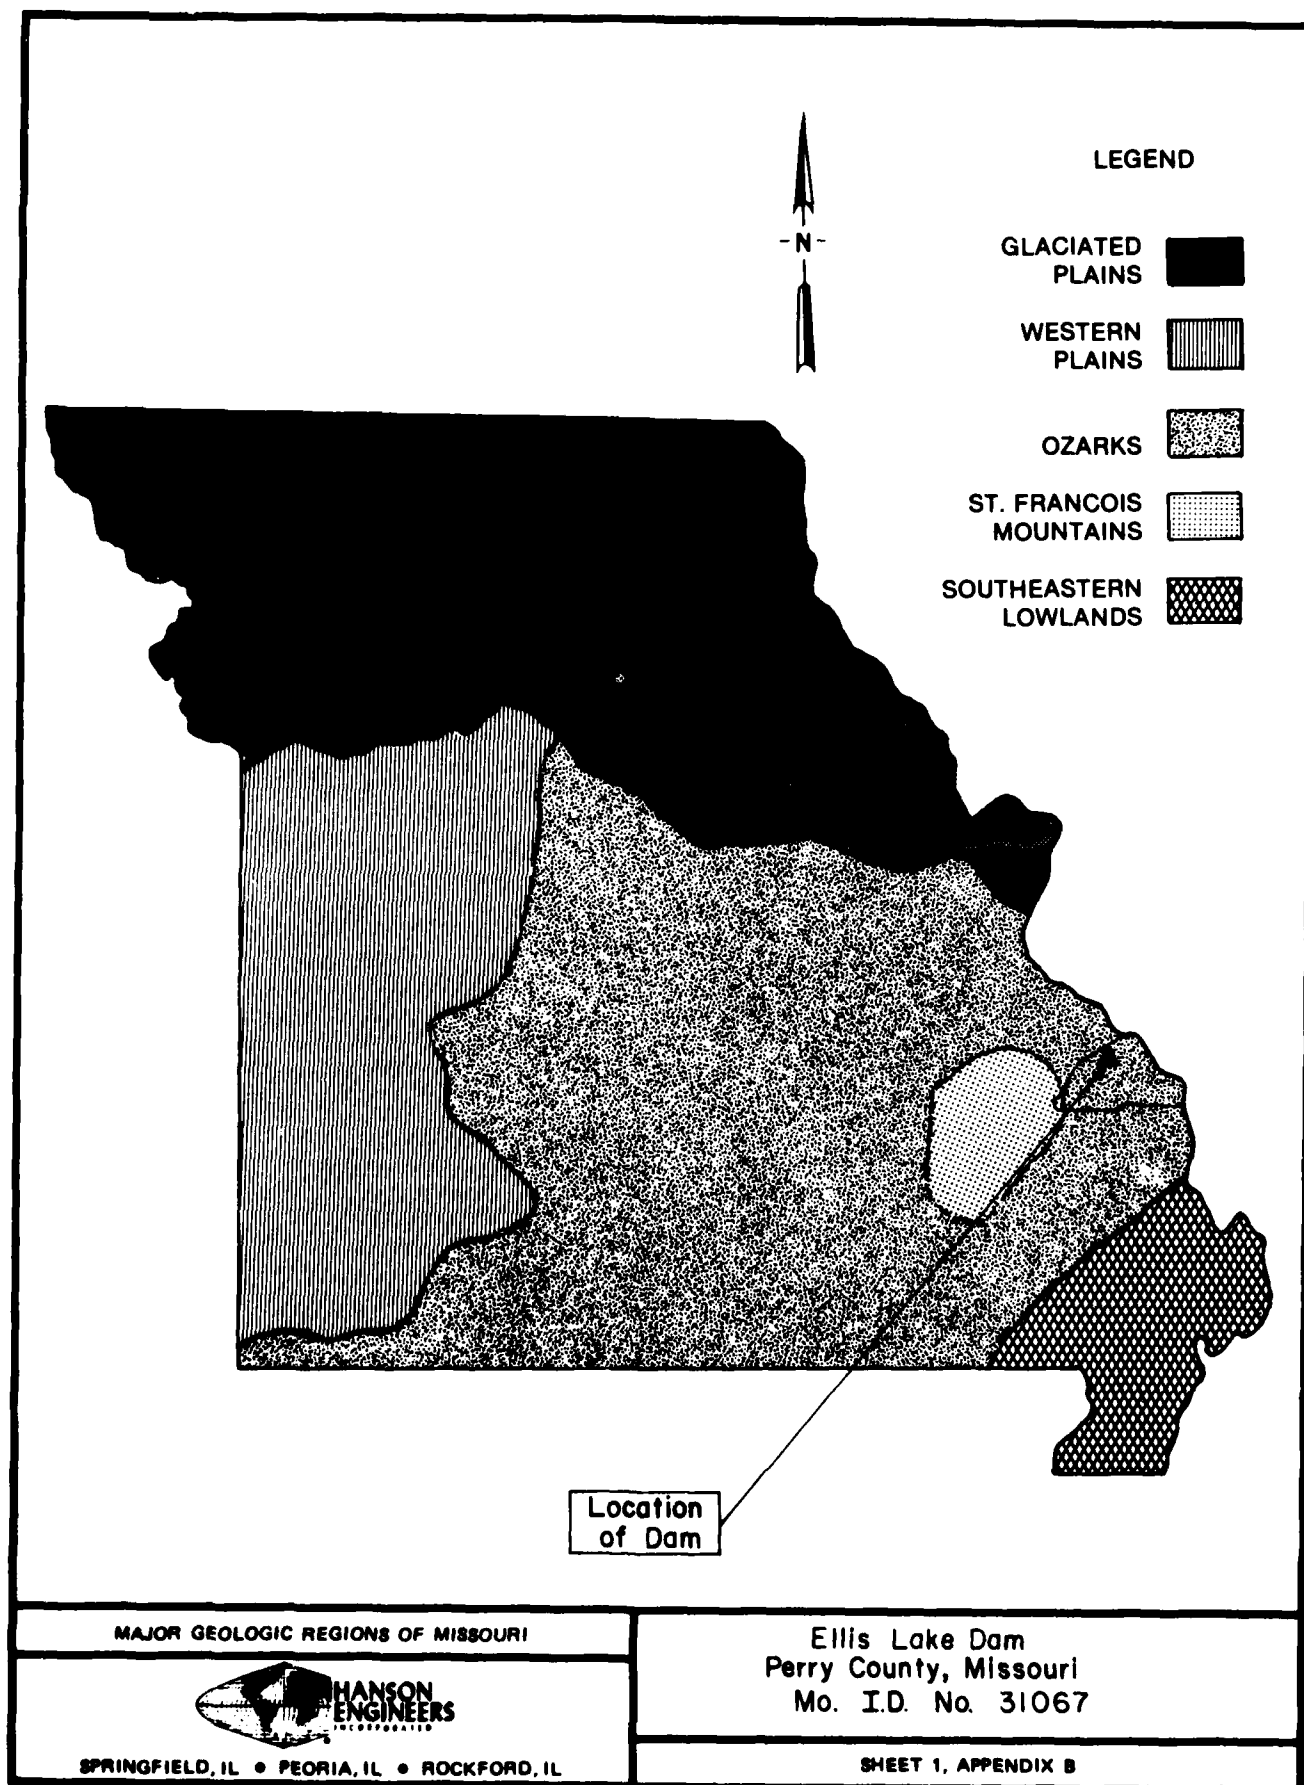 LEGEND
-N-
GLACIATED
PLAINS
WESTERN
PLAINS
OZARKS
ST. FRANCOIS
MOUNTAINS
SOUTHEASTERN
LOWLANDS
Location
of Dam
MAJOR GEOLOGIC REGIONS OF MISSOURI
HANSON
ENGINEERS
INCORPORATED
SPRINGFIELD, IL • PEORIA, IL • ROCKFORD, IL
Ellis Lake Dam
Perry County, Missouri
Mo. I.D. No. 31067
SHEET 1, APPENDIX B